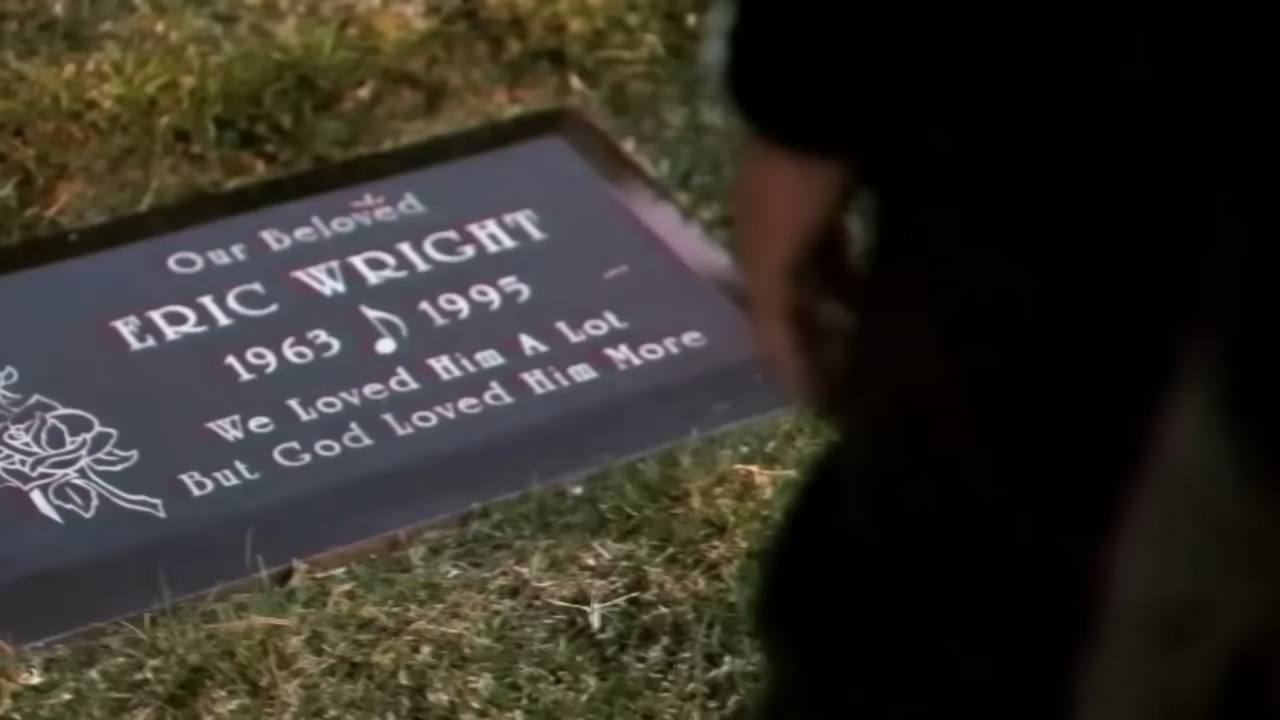 Our Beloved
ERIC WRIGHT
1963 1995
We Loved Him A Lot
But God Loved Him More